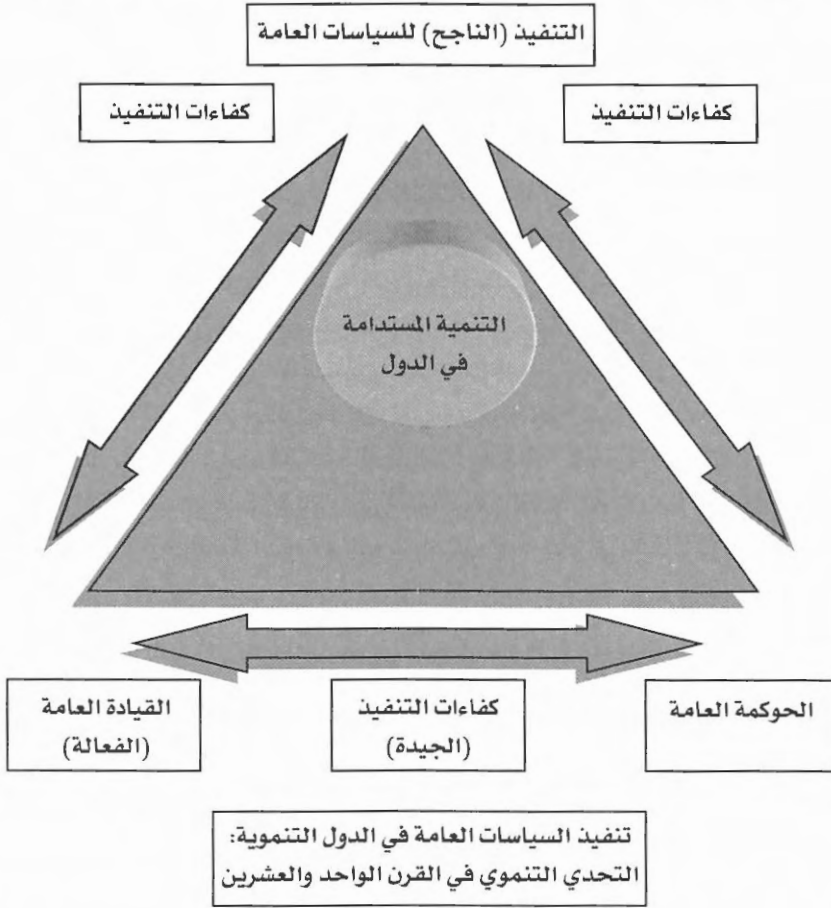 التنفيذ (الناجح) للسياسات العامة
كفاءات التنفيذ
كفاءات التنفيذ
التنمية المستدامة
في الدول
الحوكمة العامة
كفاءات التنفيذ
(الجيدة)
القيادة العامة
(الفعالة)
تنفيذ السياسات العامة في الدول التنموية:
التحدي التنموي في القرن الواحد والعشرين